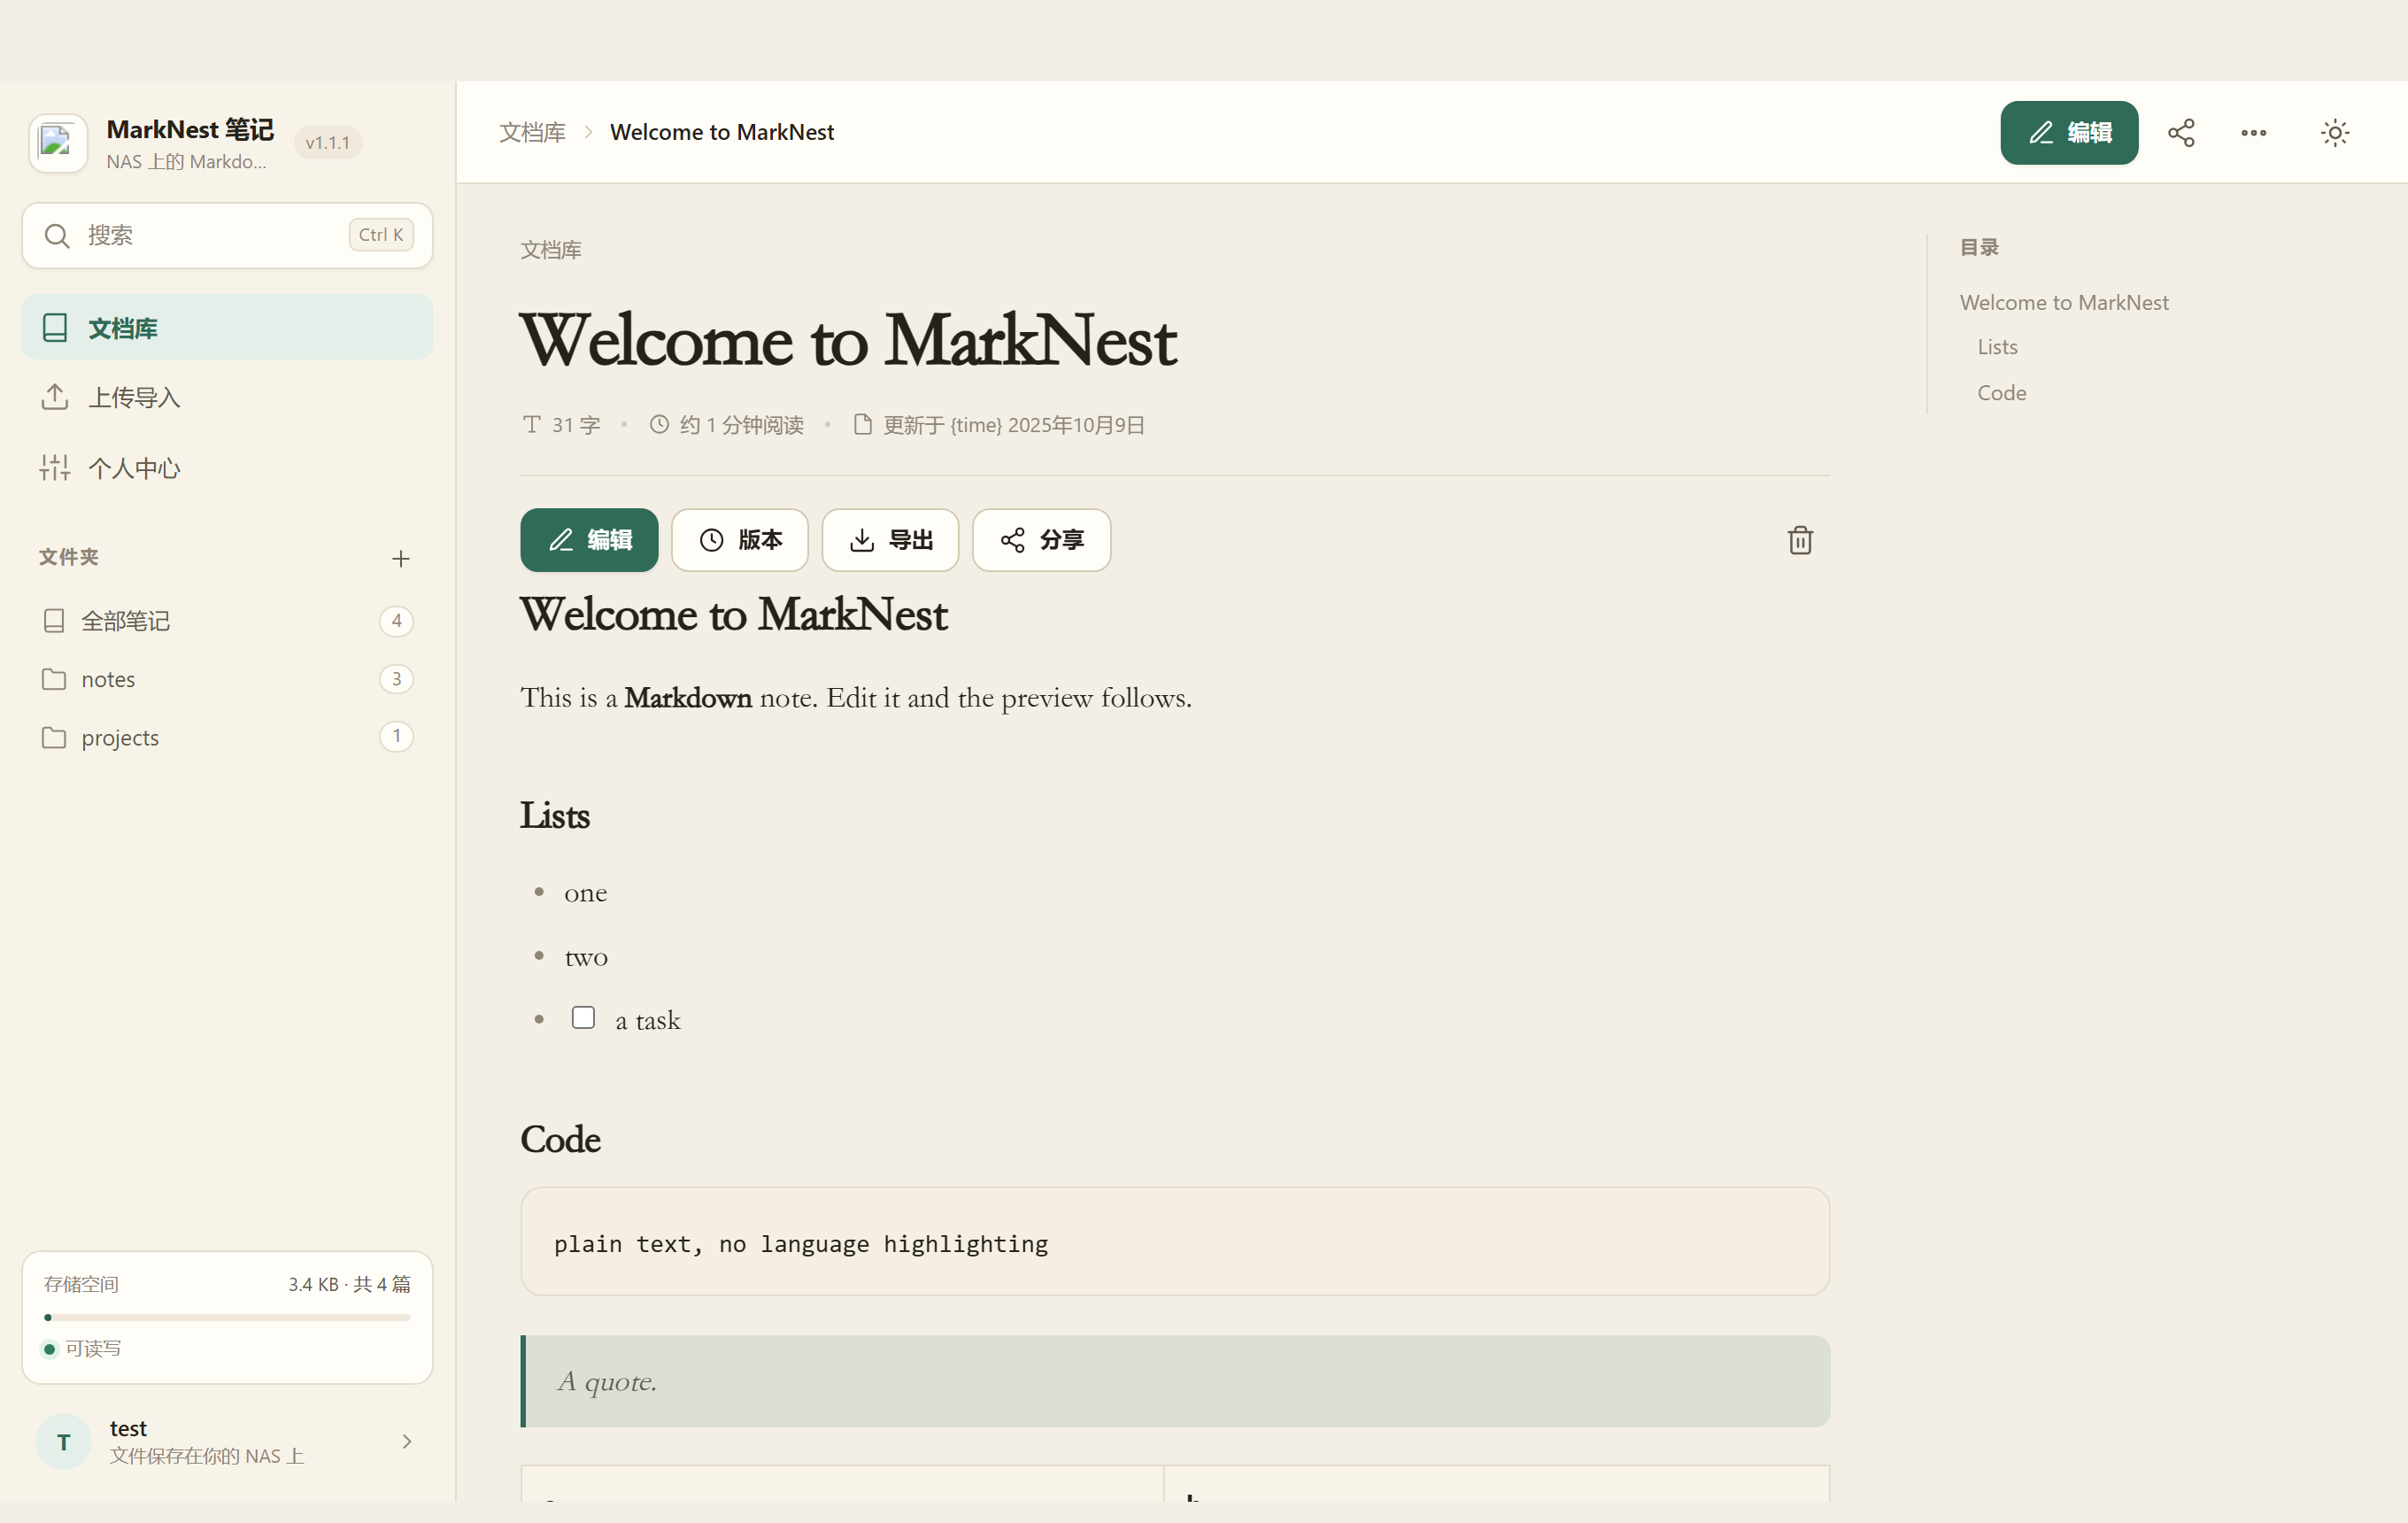 MarkNest 笔记
v1.1.1
NAS 上的 Markdo...
搜索
Ctrl K
文档库
上传导入
个人中心
文件夹
全部笔记
4
notes
3
projects
1
存储空间
3.4 KB · 共 4 篇
可读写
T
test
文件保存在你的 NAS 上
文档库
Welcome to MarkNest
编辑
文档库
Welcome to MarkNest
31 字
约 1 分钟阅读
更新于 {time} 2025年10月9日
编辑
版本
导出
分享
Welcome to MarkNest
This is a Markdown note. Edit it and the preview follows.
Lists
one
two
a task
Code
plain text, no language highlighting
A quote.
目录
Welcome to MarkNest
Lists
Code